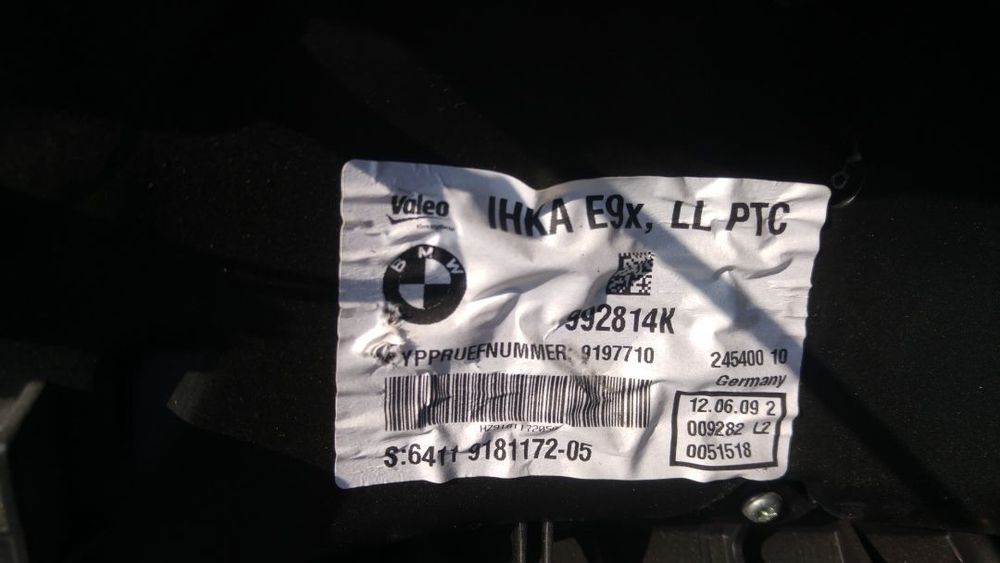 Valeo
IHKA E9x, LL PTC
BMW
992814K
YPPRUEFNUMMER: 9197710
245400 10
Germany
12.06.09 2
009282 L2
0051518
S:6411 9181172-05